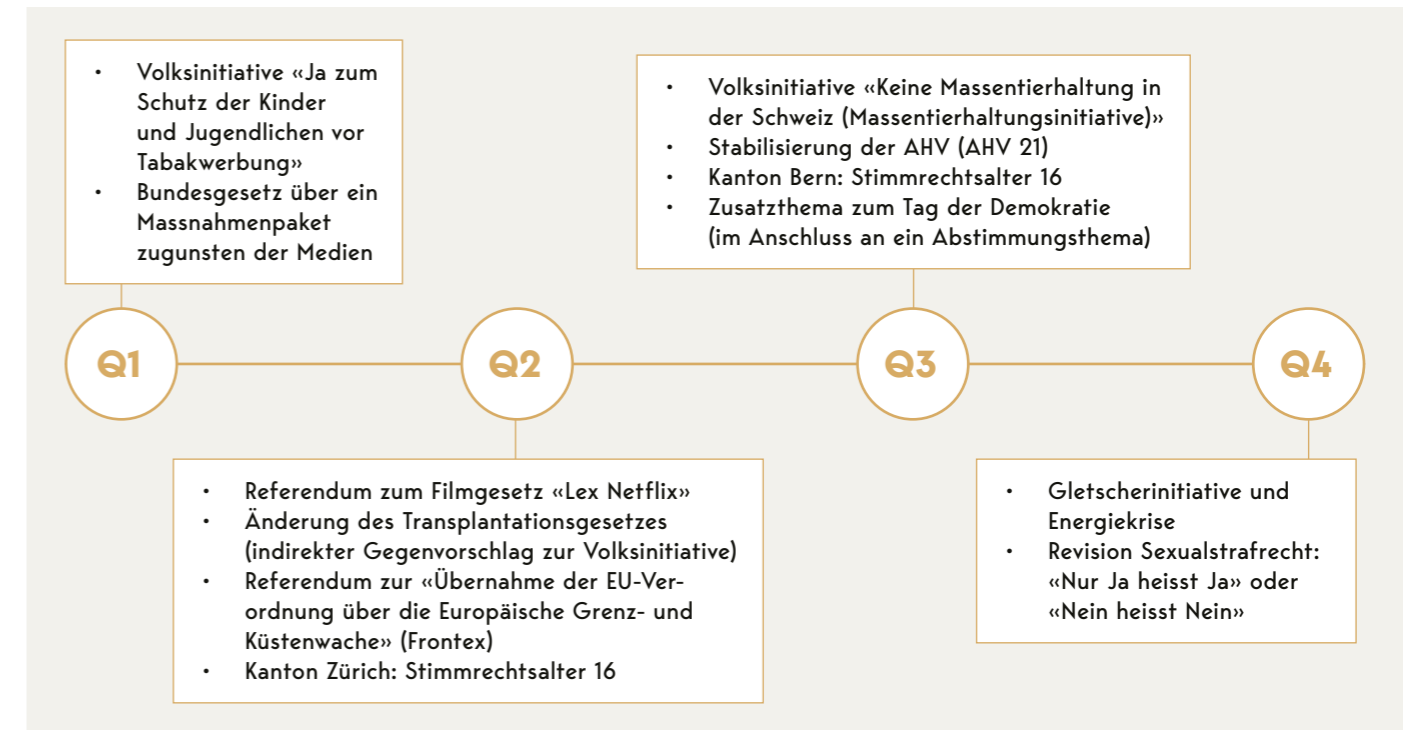 • Volksinitiative «Ja zum
Schutz der Kinder
und Jugendlichen vor
Tabakwerbung»
• Bundesgesetz über ein
Massnahmenpaket
zugunsten der Medien
• Volksinitiative «Keine Massentierhaltung in
der Schweiz (Massentierhaltungsinitiative)»
• Stabilisierung der AHV (AHV 21)
• Kanton Bern: Stimmrechtsalter 16
• Zusatzthema zum Tag der Demokratie
(im Anschluss an ein Abstimmungsthema)
Q1
Q2
Q3
Q4
• Referendum zum Filmgesetz «Lex Netflix»
• Änderung des Transplantationsgesetzes
(indirekter Gegenvorschlag zur Volksinitiative)
• Referendum zur «Übernahme der EU-Ver-
ordnung über die Europäische Grenz- und
Küstenwache» (Frontex)
• Kanton Zürich: Stimmrechtsalter 16
• Gletscherinitiative und
Energiekrise
• Revision Sexualstrafrecht:
«Nur Ja heisst Ja» oder
«Nein heisst Nein»